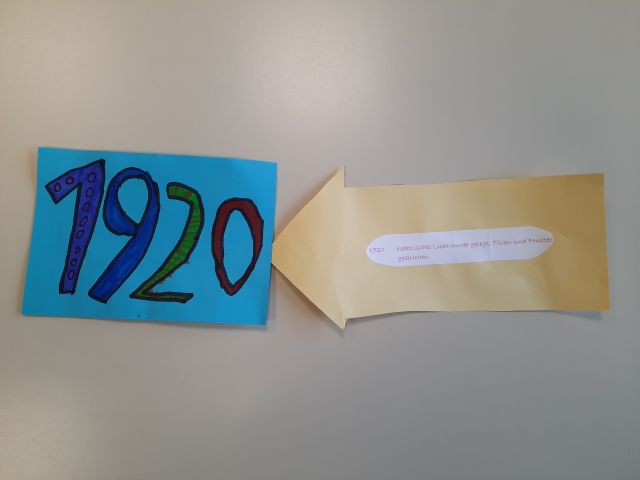 1920
1920 Elektrisches Licht wurde gelegt, Türen und Fenster
gestrichen